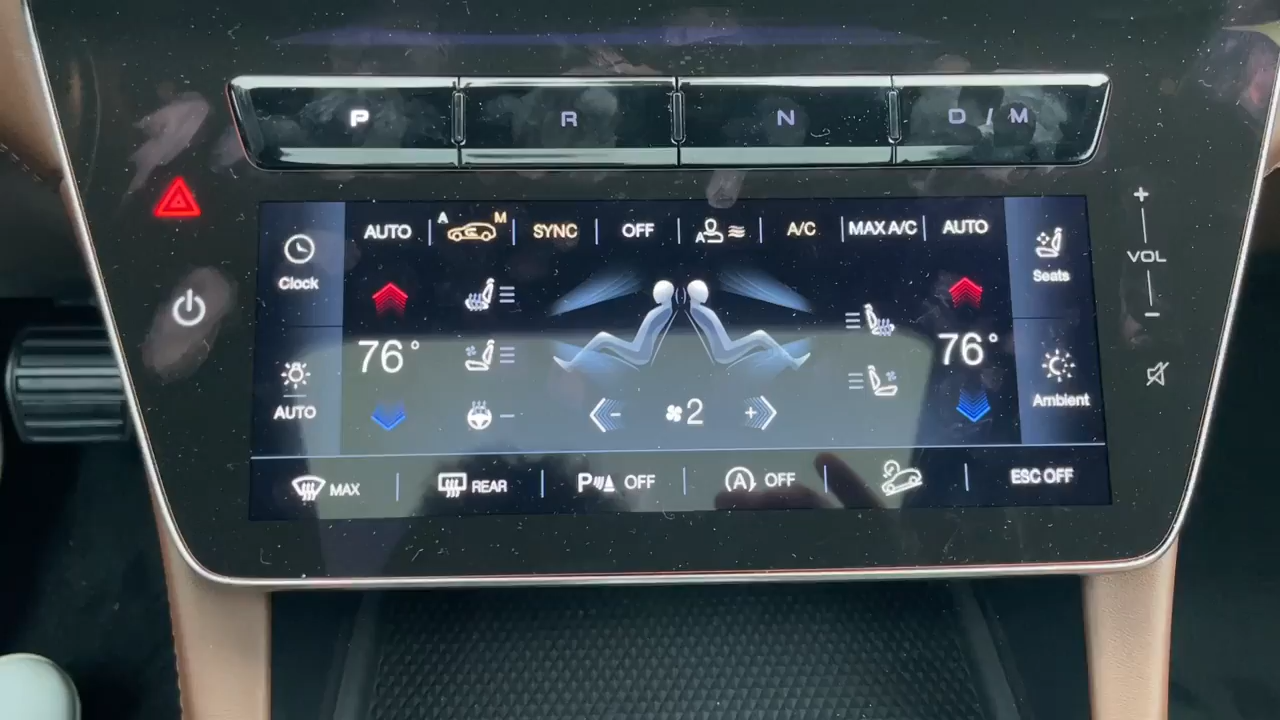 P R N D / M
AUTO A M SYNC OFF A A/C MAX A/C AUTO
Clock Seats
VOL
76° 76°
AUTO 2 Ambient
MAX REAR P OFF A OFF ESC OFF